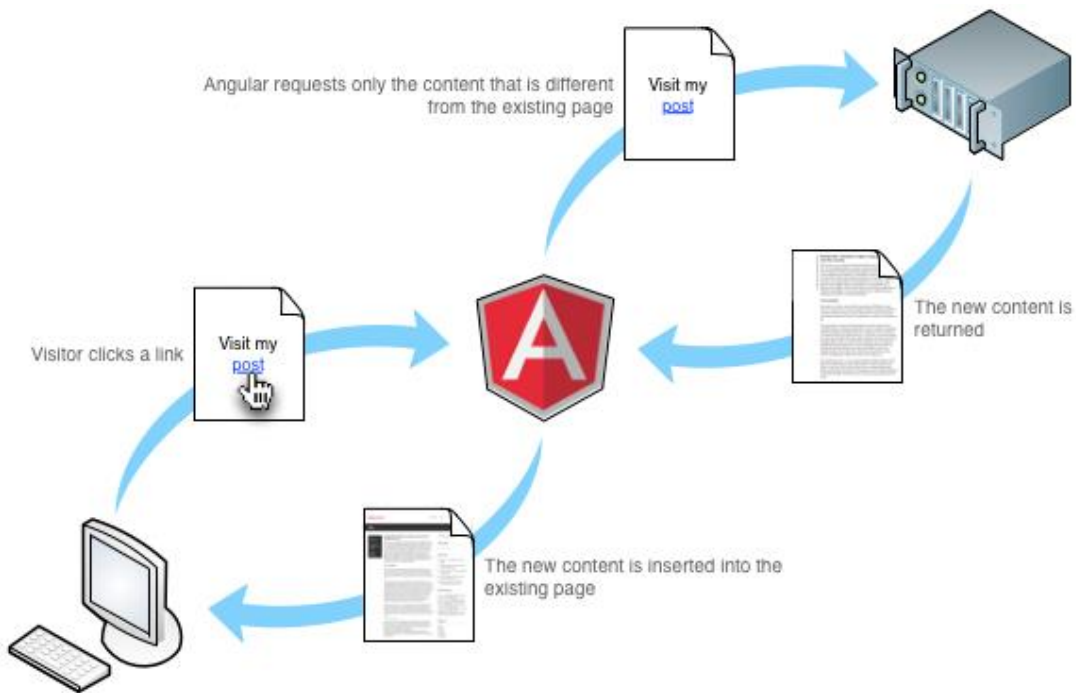 Angular requests only the content that is different
from the existing page
Visit my
post
The new content is
returned
Visitor clicks a link
Visit my
post
A
The new content is inserted into the
existing page